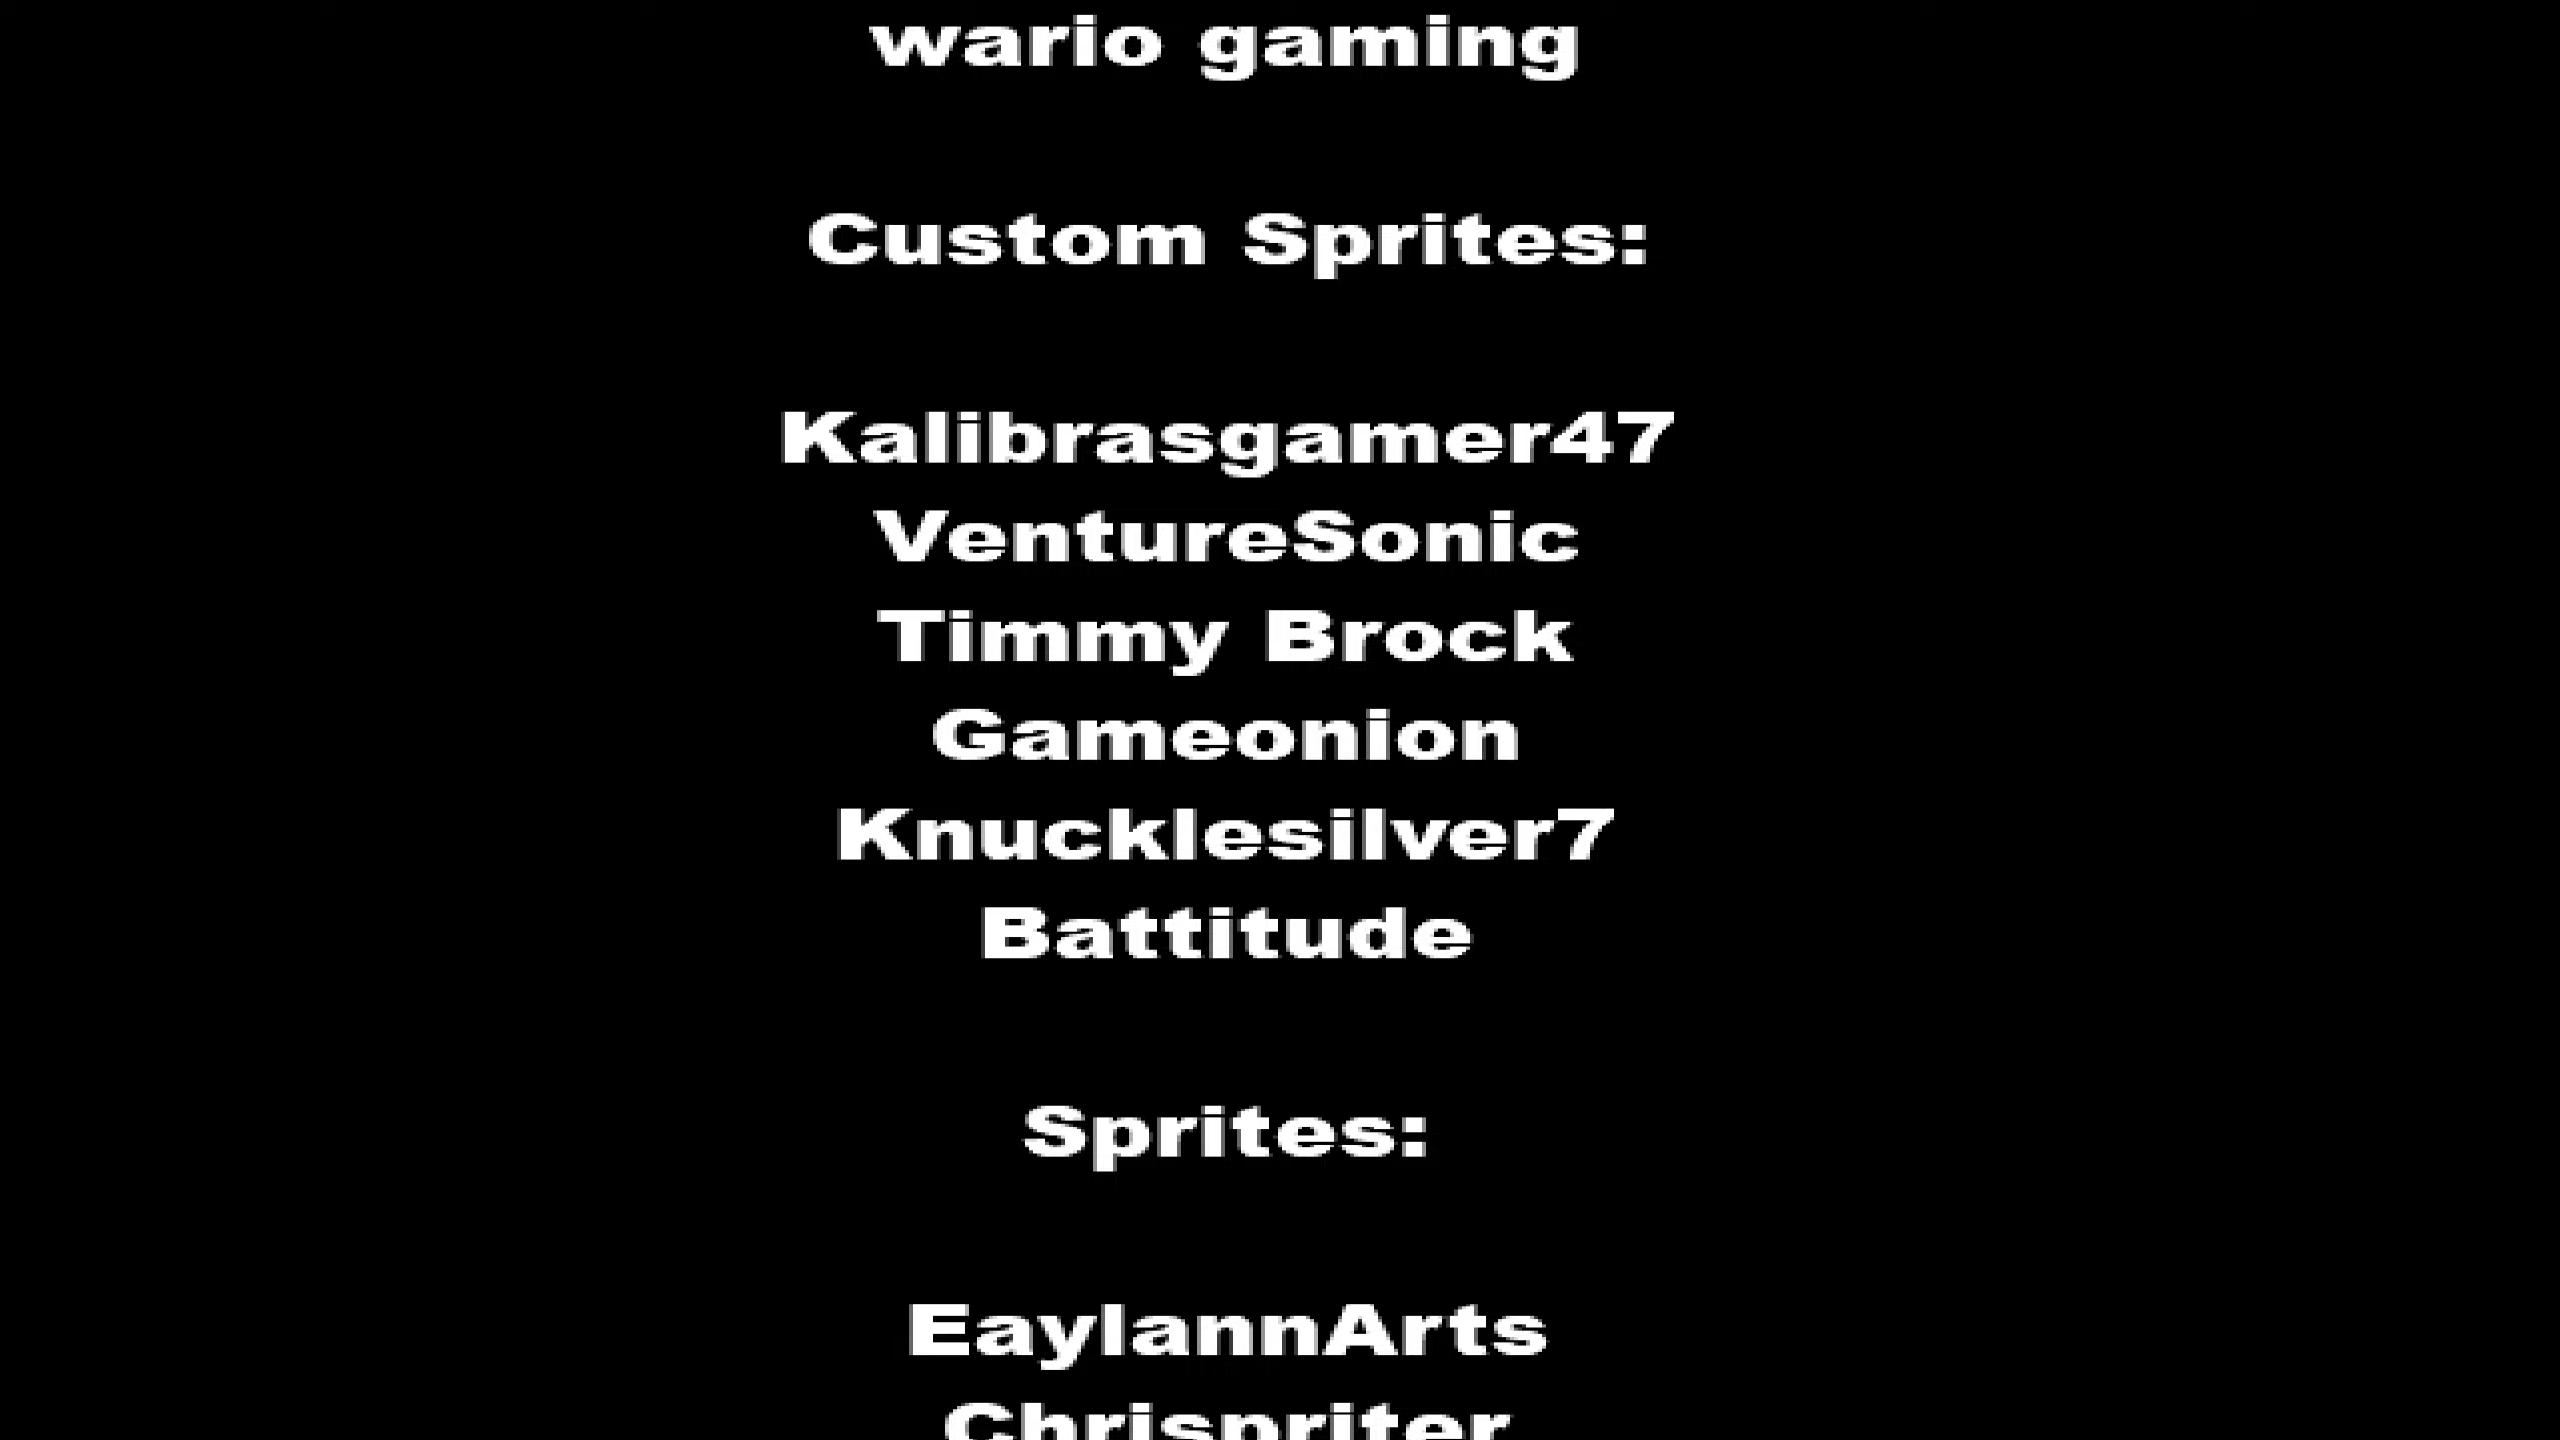 wario gaming
Custom Sprites:
Kalibrasgamer47
VentureSonic
Timmy Brock
Gameonion
Knucklesilver7
Battitude
Sprites:
EaylannArts
Chrispriter